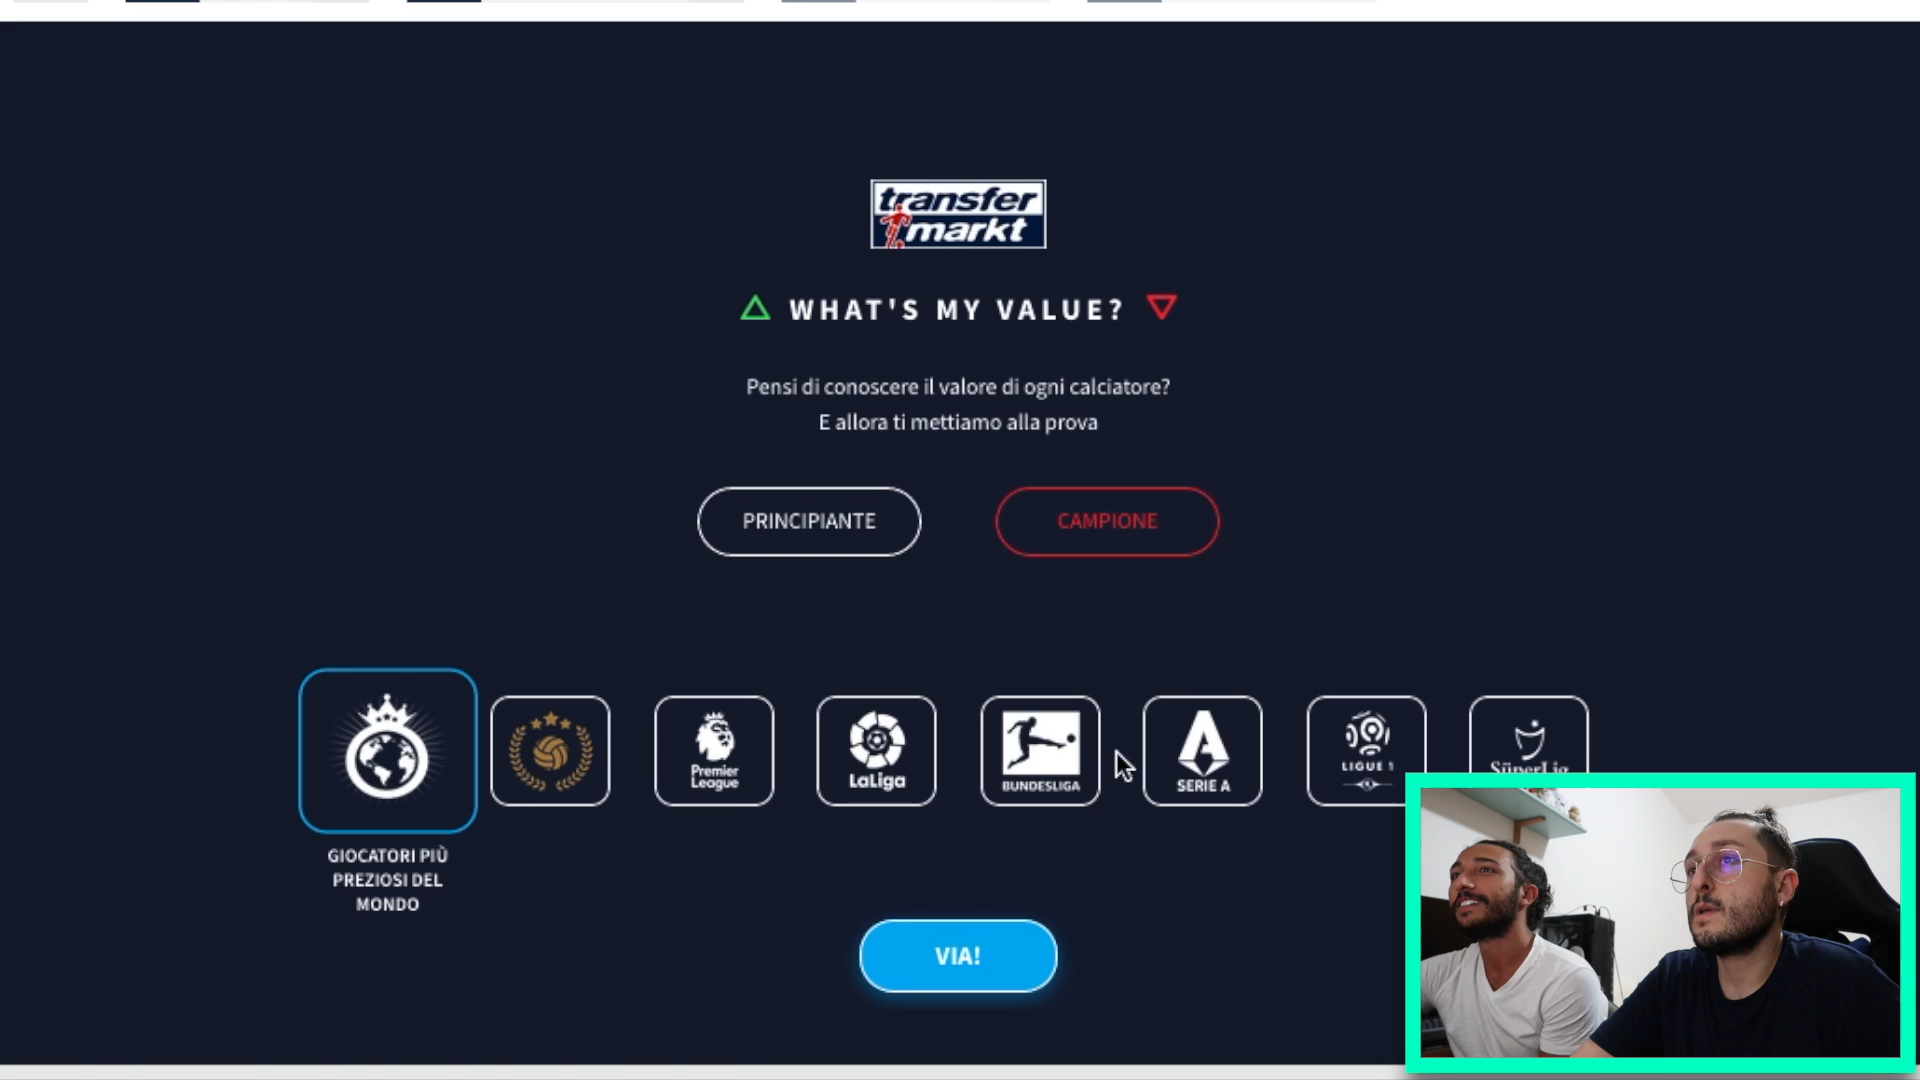 transfer
markt
WHAT'S MY VALUE?
Pensi di conoscere il valore di ogni calciatore?
E allora ti mettiamo alla prova
PRINCIPIANTE
CAMPIONE
Premier
League
LaLiga
BUNDESLIGA
SERIE A
LIGUE 1
SüperLig
GIOCATORI PIÙ
PREZIOSI DEL
MONDO
VIA!